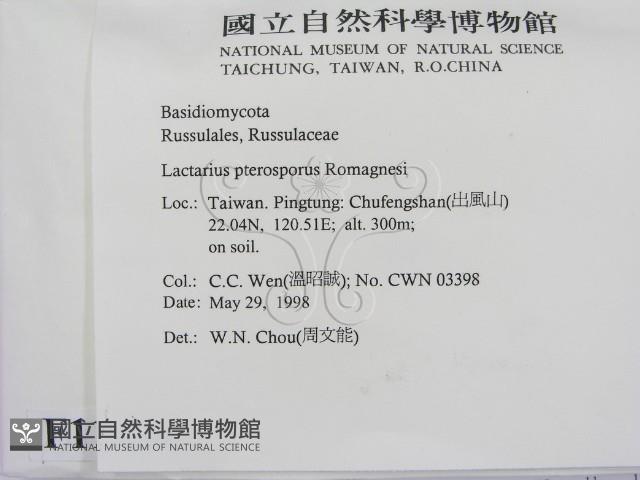 國立自然科學博物館
NATIONAL MUSEUM OF NATURAL SCIENCE
TAICHUNG, TAIWAN, R.O.CHINA
Basidiomycota
Russulales, Russulaceae
Lactarius pterosporus Romagnesi
Loc.: Taiwan. Pingtung: Chufengshan(出風山)
22.04N, 120.51E; alt. 300m;
on soil.
Col.: C.C. Wen(溫昭誠); No. CWN 03398
Date: May 29, 1998
Det.: W.N. Chou(周文能)
國立自然科學博物館
NATIONAL MUSEUM OF NATURAL SCIENCE